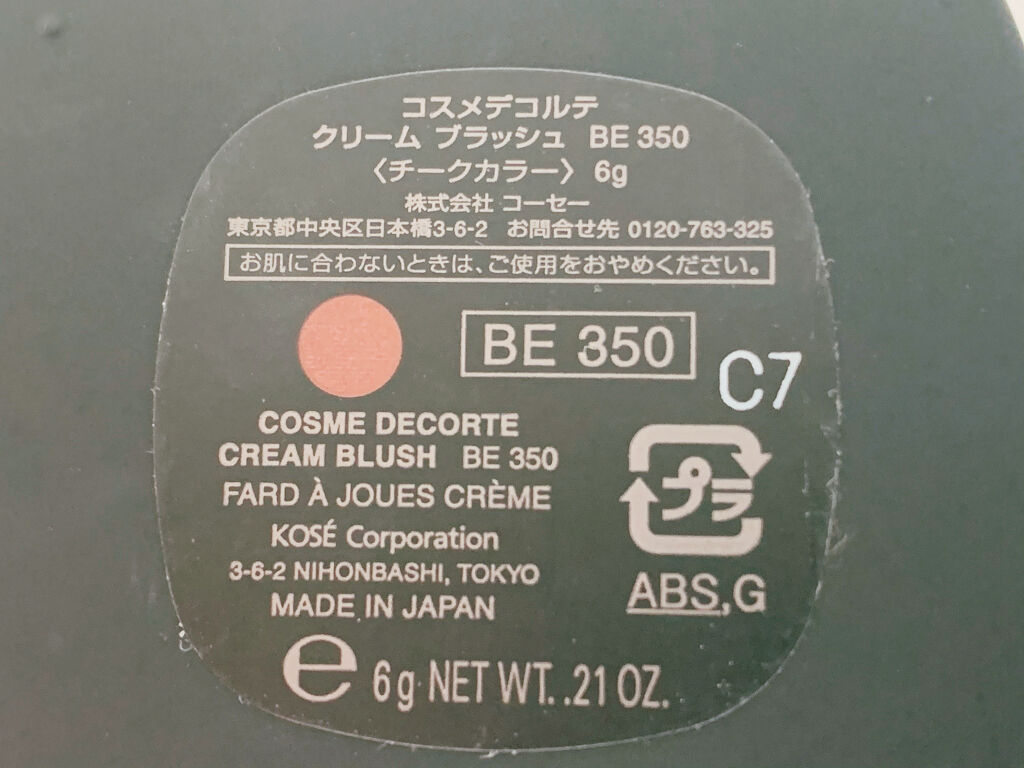 コスメデコルテ
クリーム ブラッシュ BE 350
〈チークカラー〉 6g
株式会社 コーセー
東京都中央区日本橋3-6-2 お問合せ先 0120-763-325
お肌に合わないときは、ご使用をおやめください。
BE 350
C7
COSME DECORTE
CREAM BLUSH BE 350
FARD À JOUES CRÈME
KOSÉ Corporation
3-6-2 NIHONBASHI, TOKYO
MADE IN JAPAN
プラ
ABS,G
e 6g NET WT. .21 OZ.